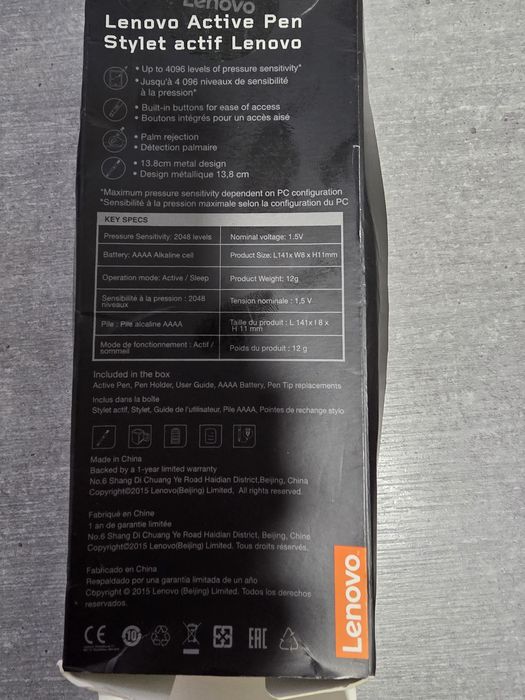 Lenovo
Lenovo Active Pen
Stylet actif Lenovo
• Up to 4096 levels of pressure sensitivity*
• Jusqu'à 4 096 niveaux de sensibilité
à la pression*
• Built-in buttons for ease of access
• Boutons intégrés pour un accès aisé
• Palm rejection
• Détection palmaire
• 13.8cm metal design
• Design métallique 13,8 cm
*Maximum pressure sensitivity dependent on PC configuration
*Sensibilité à la pression maximale selon la configuration du PC
KEY SPECS
Pressure Sensitivity: 2048 levels Nominal voltage: 1.5V
Battery: AAAA Alkaline cell Product Size: L141x W8 x H11mm
Operation mode: Active / Sleep Product Weight: 12g
Sensibilité à la pression : 2048
niveaux Tension nominale : 1,5 V
Pile : Pile alcaline AAAA Taille du produit : L 141x l 8 x
H 11 mm
Mode de fonctionnement : Actif /
sommeil Poids du produit : 12 g
Included in the box
Active Pen, Pen Holder, User Guide, AAAA Battery, Pen Tip replacements
Inclus dans la boîte
Stylet actif, Stylet, Guide de l'utilisateur, Pile AAAA, Pointes de rechange stylo
Made in China
Backed by a 1-year limited warranty
No.6 Shang Di Chuang Ye Road Haidian District,Beijing, China
Copyright©2015 Lenovo(Beijing) Limited, All rights reserved.
Fabriqué en Chine
1 an de garantie limitée
No.6 Shang Di Chuang Ye Road Haidian District, Beijing, China
Copyright©2015 Lenovo(Beijing) Limited. Tous droits réservés.
Fabricado en China
Respaldado por una garantía limitada de un año
Copyright © 2015 Lenovo (Beijing) Limited. Todos los derechos
reservados.
Lenovo
CE
10
EAC